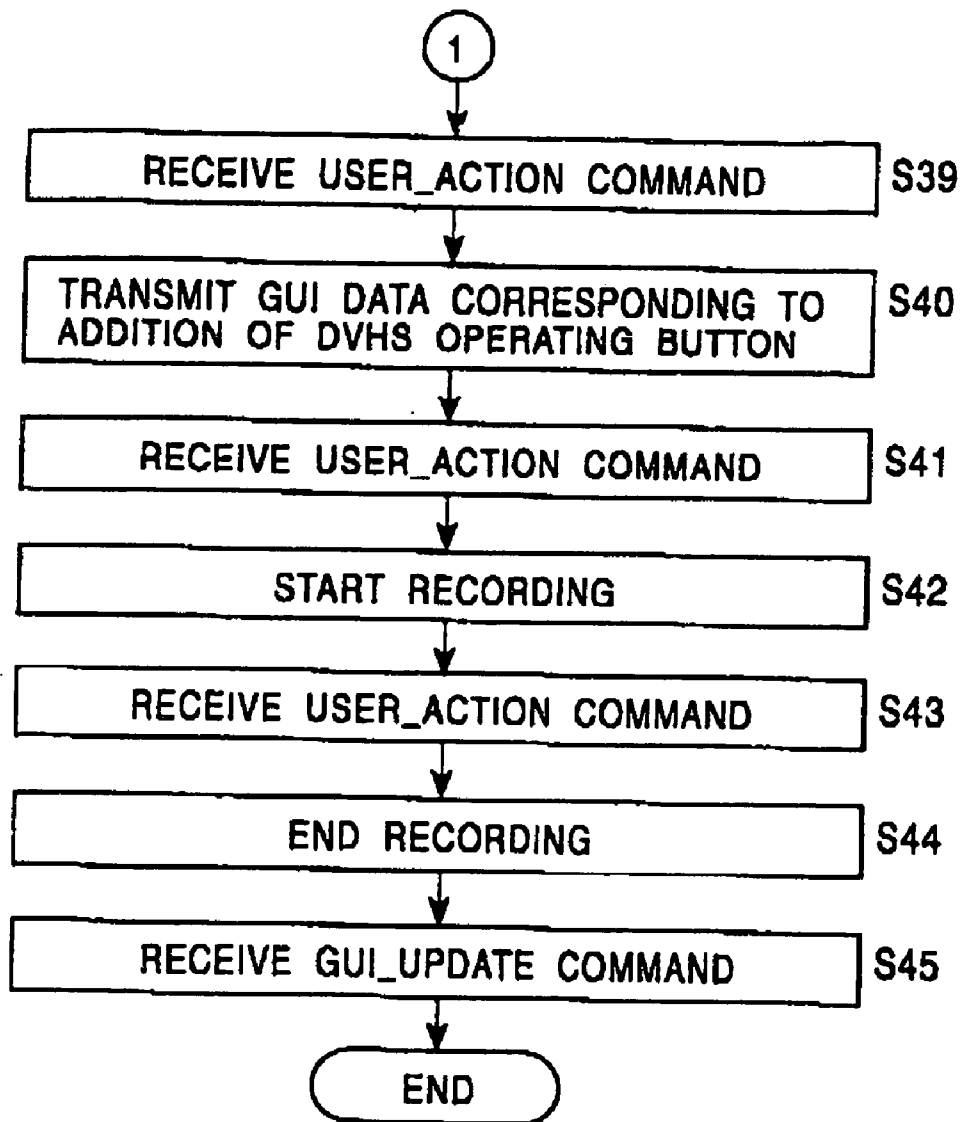 1
RECEIVE USER_ACTION COMMAND S39
TRANSMIT GUI DATA CORRESPONDING TO S40
ADDITION OF DVHS OPERATING BUTTON
RECEIVE USER_ACTION COMMAND S41
START RECORDING S42
RECEIVE USER_ACTION COMMAND S43
END RECORDING S44
RECEIVE GUI_UPDATE COMMAND S45
END